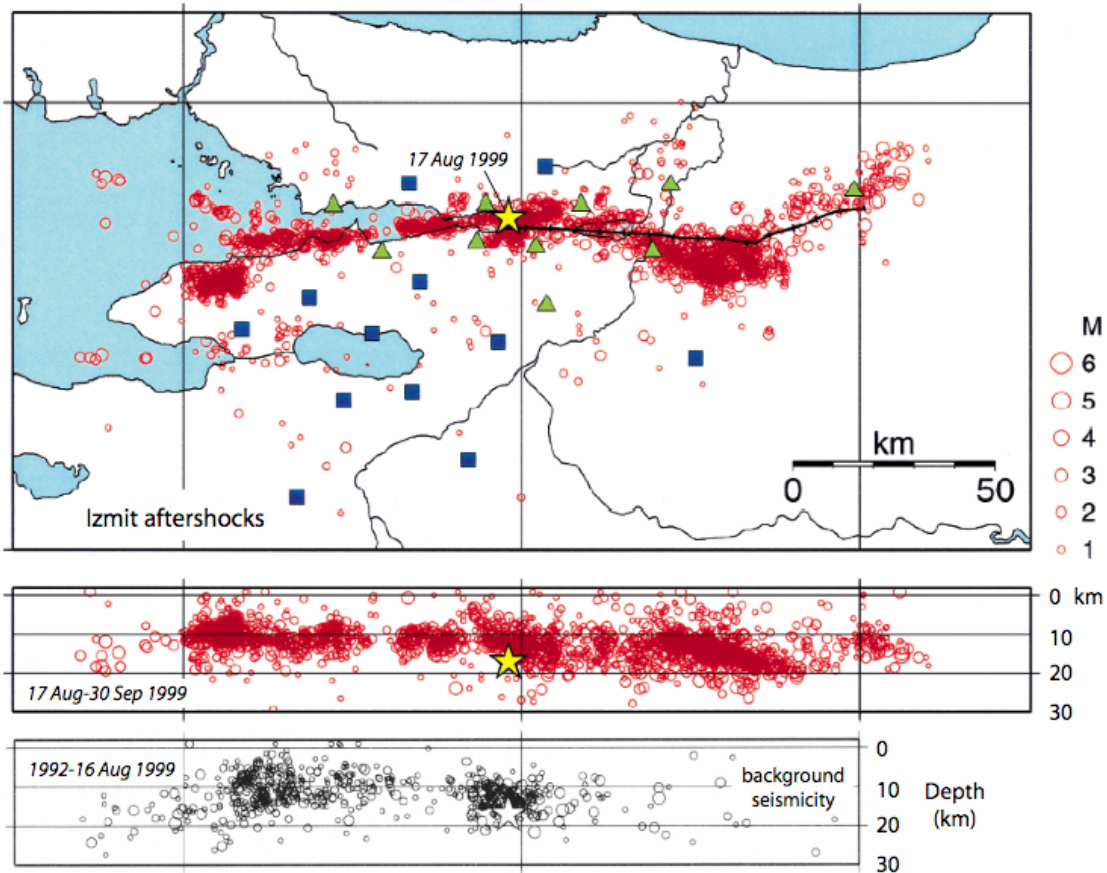 17 Aug 1999
M
6
5
4
3
2
1
km
0 50
Izmit aftershocks
0 km
10
20
30
17 Aug-30 Sep 1999
1992-16 Aug 1999
background
seismicity
0
10
20
30
Depth
(km)